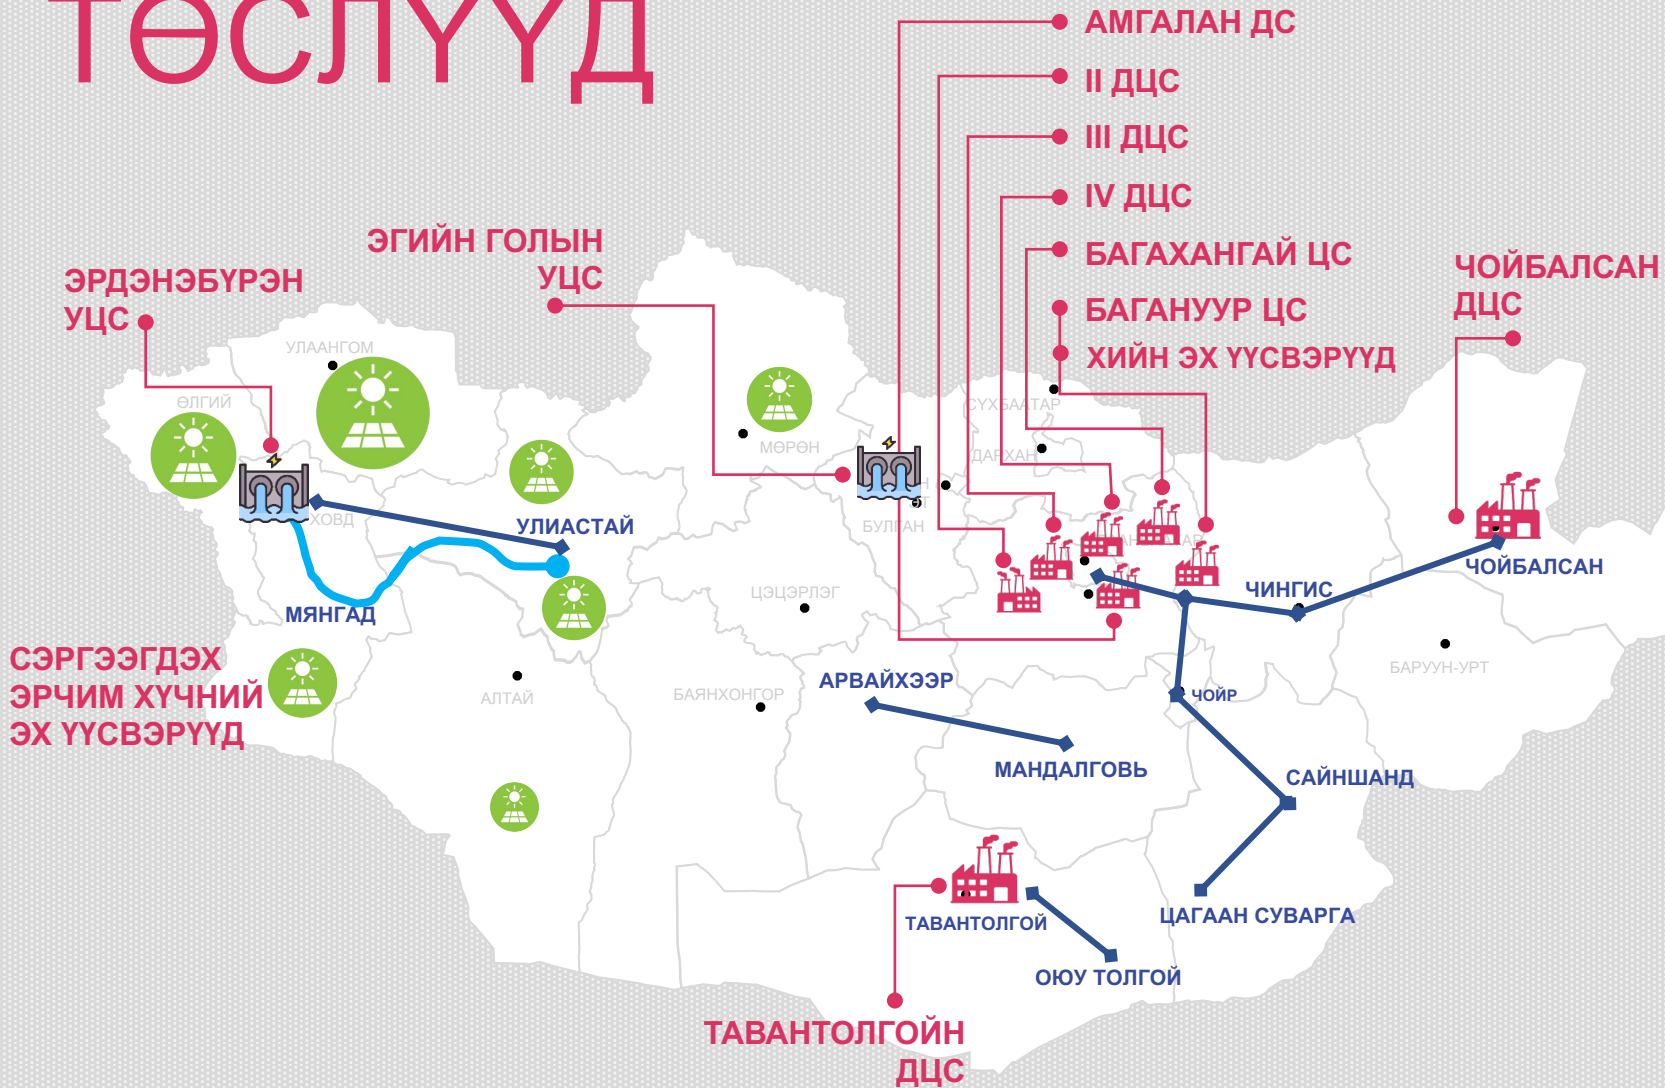 ТӨСЛҮҮД
АМГАЛАН ДС
II ДЦС
III ДЦС
IV ДЦС
БАГАХАНГАЙ ЦС
БАГАНУУР ЦС
ХИЙН ЭХ ҮҮСВЭРҮҮД
ЧОЙБАЛСАН
ДЦС
ЭГИЙН ГОЛЫН
УЦС
ЭРДЭНЭБҮРЭН
УЦС
УЛААНГОМ
ӨЛГИЙ
МӨРӨН
СҮХБААТАР
ДАРХАН
БУЛГАН
ХОВД
УЛИАСТАЙ
МЯНГАД
ЦЭЦЭРЛЭГ
ЧИНГИС
ЧОЙБАЛСАН
БАРУУН-УРТ
СЭРГЭЭГДЭХ
ЭРЧИМ ХҮЧНИЙ
ЭХ ҮҮСВЭРҮҮД
АЛТАЙ
БАЯНХОНГОР
АРВАЙХЭЭР
ЧОЙР
МАНДАЛГОВЬ
САЙНШАНД
ЦАГААН СУВАРГА
ТАВАНТОЛГОЙ
ОЮУ ТОЛГОЙ
ТАВАНТОЛГОЙН
ДЦС